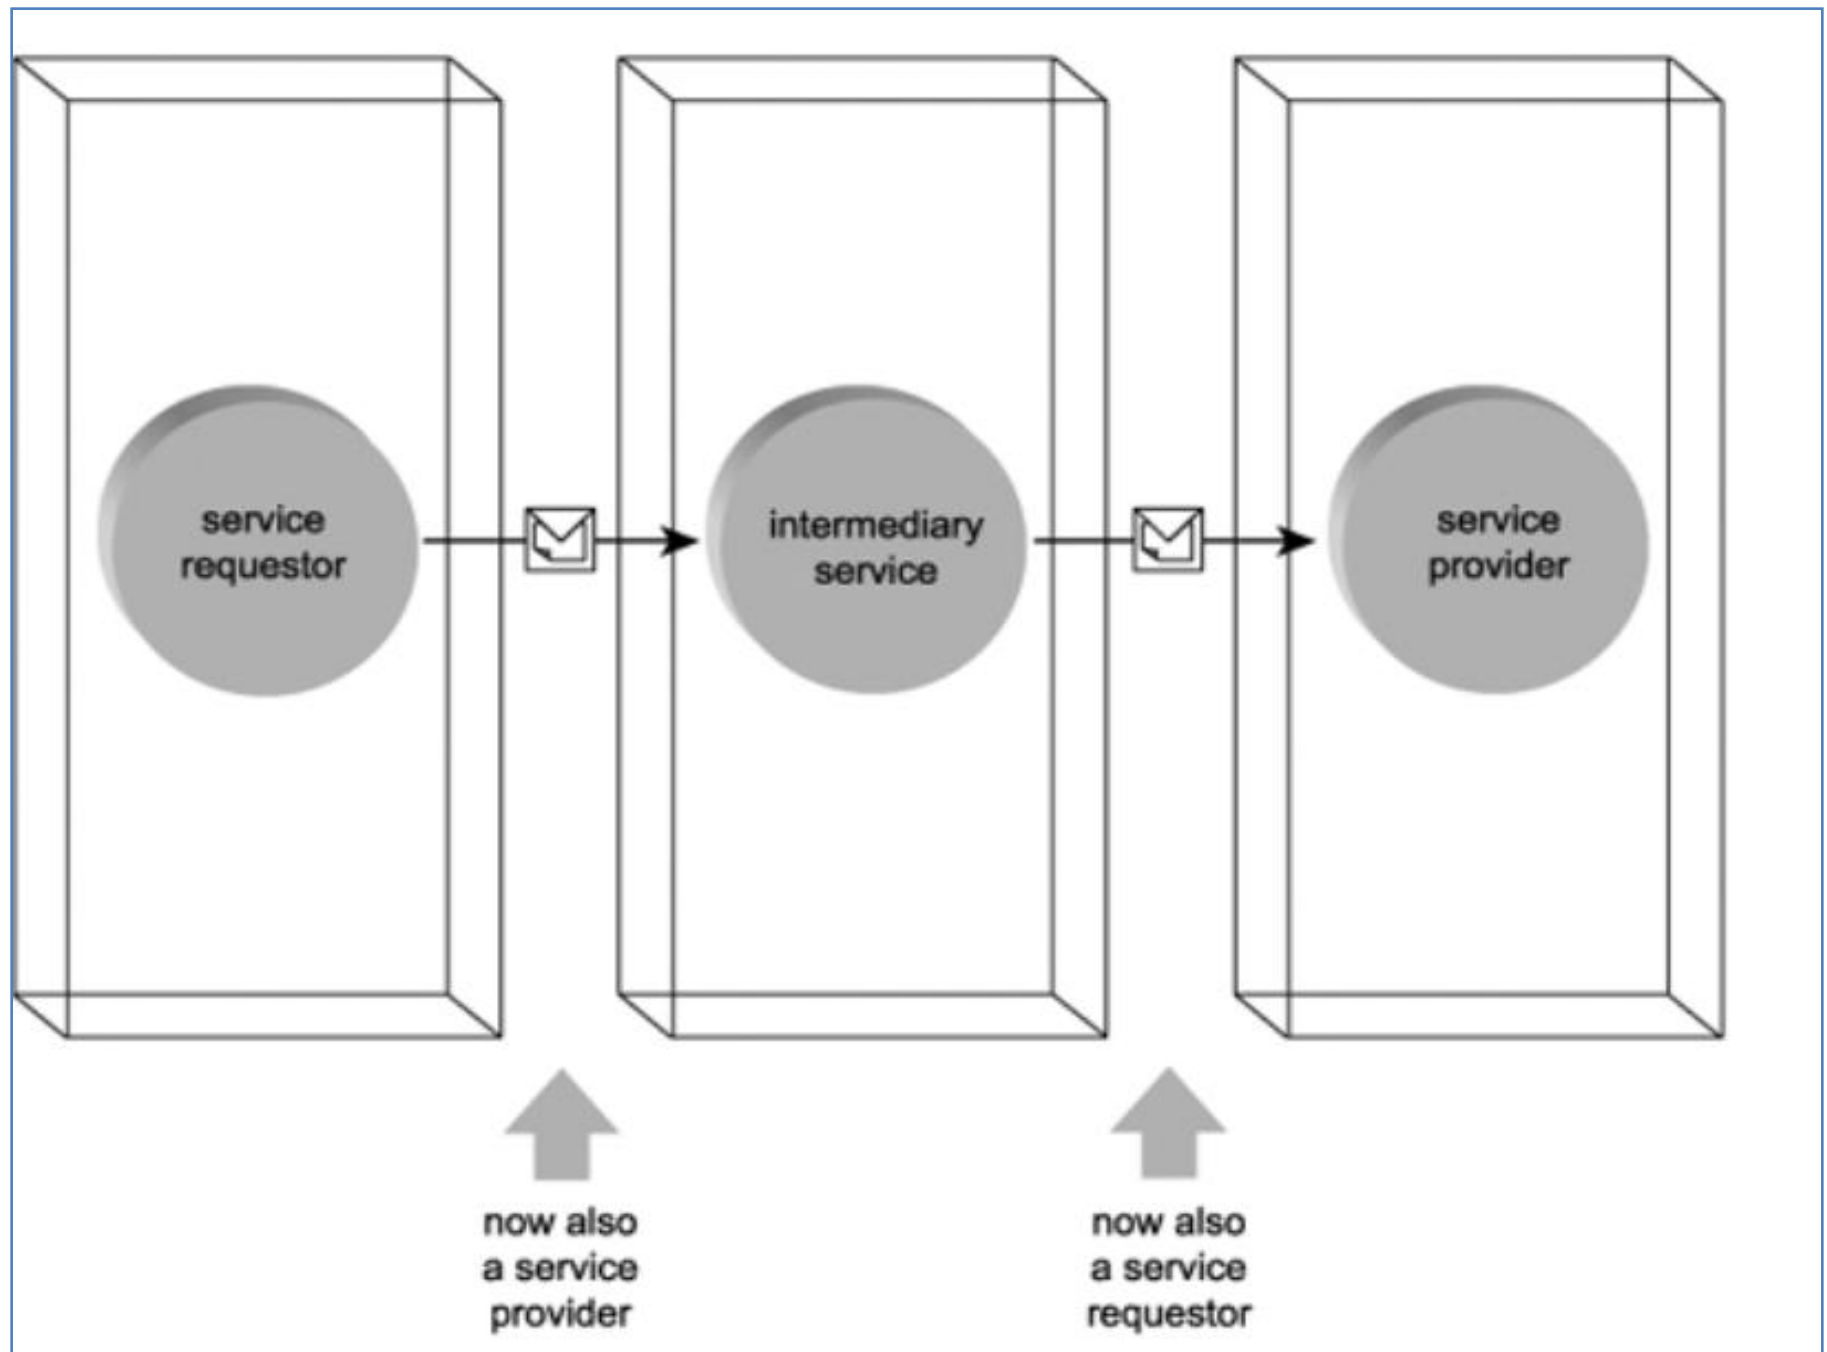 service
requestor
intermediary
service
service
provider
now also
a service
provider
now also
a service
requestor